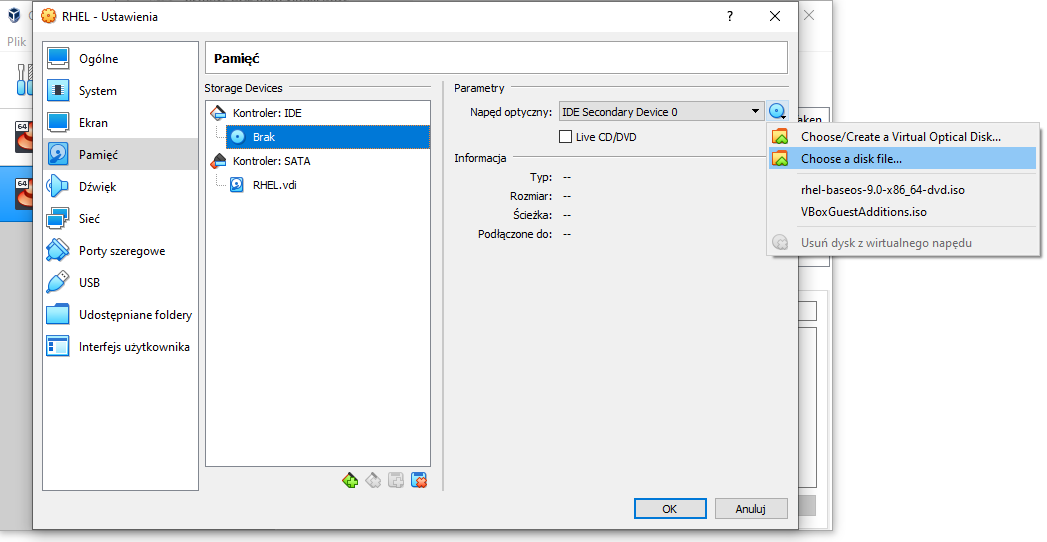 RHEL - Ustawienia
?
Plik
Ogólne
System
Ekran
Pamięć
Dźwięk
Sieć
Porty szeregowe
USB
Udostępniane foldery
Interfejs użytkownika
Pamięć
Storage Devices
Kontroler: IDE
Brak
Kontroler: SATA
RHEL.vdi
Parametry
Napęd optyczny:
IDE Secondary Device 0
Live CD/DVD
Informacja
Typ: --
Rozmiar: --
Ścieżka: --
Podłączone do: --
aken
Choose/Create a Virtual Optical Disk...
Choose a disk file...
rhel-baseos-9.0-x86_64-dvd.iso
VBoxGuestAdditions.iso
Usuń dysk z wirtualnego napędu
64
64
OK
Anuluj